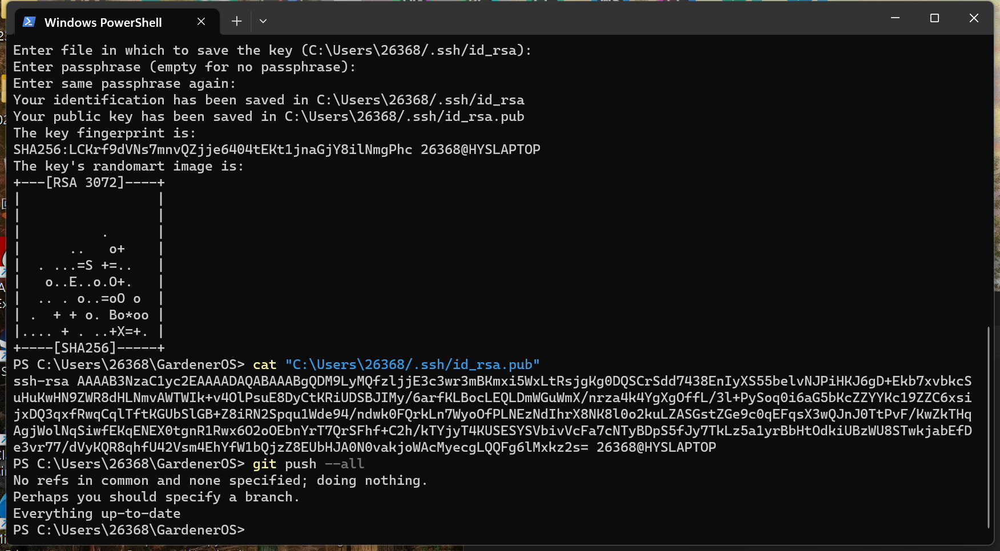 Windows PowerShell
Enter file in which to save the key (C:\Users\26368/.ssh/id_rsa):
Enter passphrase (empty for no passphrase):
Enter same passphrase again:
Your identification has been saved in C:\Users\26368/.ssh/id_rsa
Your public key has been saved in C:\Users\26368/.ssh/id_rsa.pub
The key fingerprint is:
SHA256:LCKrf9dVNs7mnvQZjje6404tEKt1jnaGjY8ilNmgPhc 26368@HYSLAPTOP
The key's randomart image is:
+---[RSA 3072]----+
|                 |
|                 |
|          .      |
|      ..   o+    |
|  . ...=S +=..   |
|   o..E..o.O+.   |
|  .. . o..=oO o  |
| .  + + o. Bo*oo |
|.... + . ..+X=+. |
+----[SHA256]-----+
PS C:\Users\26368\GardenerOS> cat "C:\Users\26368/.ssh/id_rsa.pub"
ssh-rsa AAAAB3NzaC1yc2EAAAADAQABAAABgQDM9LyMQfzljjE3c3wr3mBKmxi5WxLtRsjgKg0DQSCrSdd7438EnIyXS55belvNJPiHKJ6gD+Ekb7xvbkcS
uHuKwHN9ZWR8dHLNmvAWTWIk+v4OlPsuE8DyCtKRiUDSBJIMy/6arfKLBocLEQLDmWGuWmX/nrza4k4YgXgOffL/3l+PySoq0i6aG5bKcZZYYKc19ZZC6xsi
jxDQ3qxfRwqCqlTftKGUbSlGB+Z8iRN2Spqu1Wde94/ndwk0FQrkLn7WyoOfPLNEzNdIhrX8NK8l0o2kuLZASGstZGe9c0qEFqsX3wQJnJ0TtPvF/KwZkTHq
AgjWolNqSiwfEKqENEX0tgnR1Rwx6O2oOEbnYrT7QrSFhf+C2h/kTYjyT4KUSESYSVbivVcFa7cNTyBDpS5fJy7TkLz5a1yrBbHtOdkiUBzWU8STwkjabEfD
e3vr77/dVyKQR8qhfU42Vsm4EhYfW1bQjzZ8EUbHJA0N0vakjoWAcMyecgLQQFg6lMxkz2s= 26368@HYSLAPTOP
PS C:\Users\26368\GardenerOS> git push --all
No refs in common and none specified; doing nothing.
Perhaps you should specify a branch.
Everything up-to-date
PS C:\Users\26368\GardenerOS>